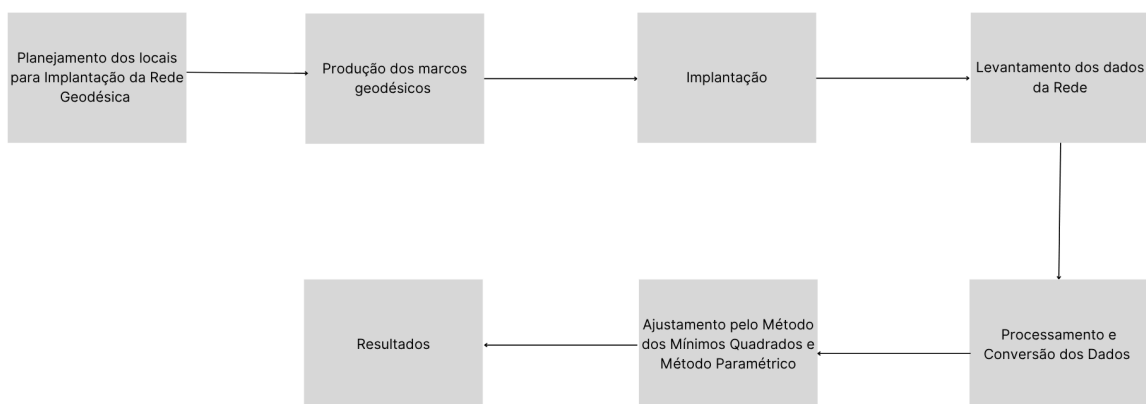 Planejamento dos locais
para Implantação da Rede
Geodésica
Produção dos marcos
geodésicos
Implantação
Levantamento dos dados
da Rede
Processamento e
Conversão dos Dados
Ajustamento pelo Método
dos Mínimos Quadrados e
Método Paramétrico
Resultados